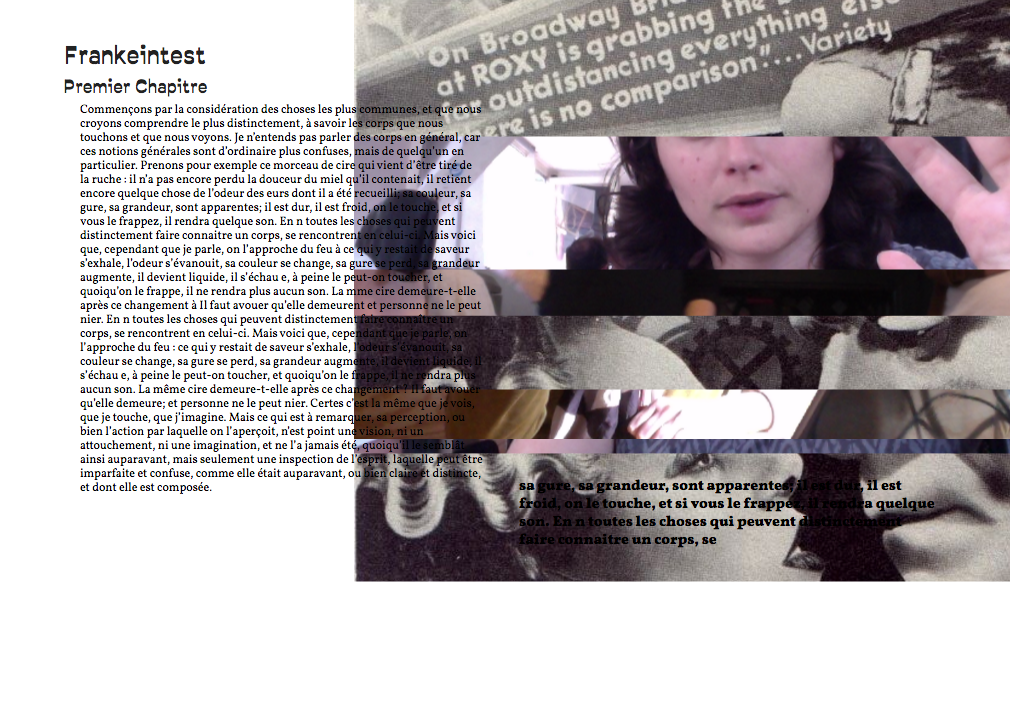 Frankeintest
Premier Chapitre
Commençons par la considération des choses les plus communes, et que nous
croyons comprendre le plus distinctement, à savoir les corps que nous
touchons et que nous voyons. Je n'entends pas parler des corps en général, car
ces notions générales sont d'ordinaire plus confuses, mais de quelqu'un en
particulier. Prenons pour exemple ce morceau de cire qui vient d'être tiré de
la ruche : il n'a pas encore perdu la douceur du miel qu'il contenait, il retient
encore quelque chose de l'odeur des eurs dont il a été recueilli; sa couleur, sa
gure, sa grandeur, sont apparentes; il est dur, il est froid, on le touche, et si
vous le frappez, il rendra quelque son. En n toutes les choses qui peuvent
distinctement faire connaitre un corps, se rencontrent en celui-ci. Mais voici
que, cependant que je parle, on l'approche du feu à ce qui y restait de saveur
s'exhale, l'odeur s'évanouit, sa couleur se change, sa gure se perd, sa grandeur
augmente, il devient liquide, il s'échau e, à peine le peut-on toucher, et
quoiqu'on le frappe, il ne rendra plus aucun son. La mme cire demeure-t-elle
après ce changement à Il faut avouer qu'elle demeurent et personne ne le peut
nier. En n toutes les choses qui peuvent distinctement faire connaître un
corps, se rencontrent en celui-ci. Mais voici que, cependant que je parle, on
l'approche du feu : ce qui y restait de saveur s'exhale, l'odeur s'évanouit, sa
couleur se change, sa gure se perd, sa grandeur augmente, il devient liquide, il
s'échau e, à peine le peut-on toucher, et quoiqu'on le frappe, il ne rendra plus
aucun son. La même cire demeure-t-elle après ce changement ? Il faut avouer
qu'elle demeure; et personne ne le peut nier. Certes c'est la même que je vois,
que je touche, que j'imagine. Mais ce qui est à remarquer, sa perception, ou
bien l'action par laquelle on l'aperçoit, n'est point une vision, ni un
attouchement, ni une imagination, et ne l'a jamais été, quoiqu'il le semblât
ainsi auparavant, mais seulement une inspection de l'esprit, laquelle peut être
imparfaite et confuse, comme elle était auparavant, ou bien claire et distincte,
et dont elle est composée.
"On Broadway
at ROXY is grabbing the
outdistancing everything else
ere is no comparison".... Variety
sa gure, sa grandeur, sont apparentes; il est dur, il est
froid, on le touche, et si vous le frappez, il rendra quelque
son. En n toutes les choses qui peuvent distinctement
faire connaitre un corps, se